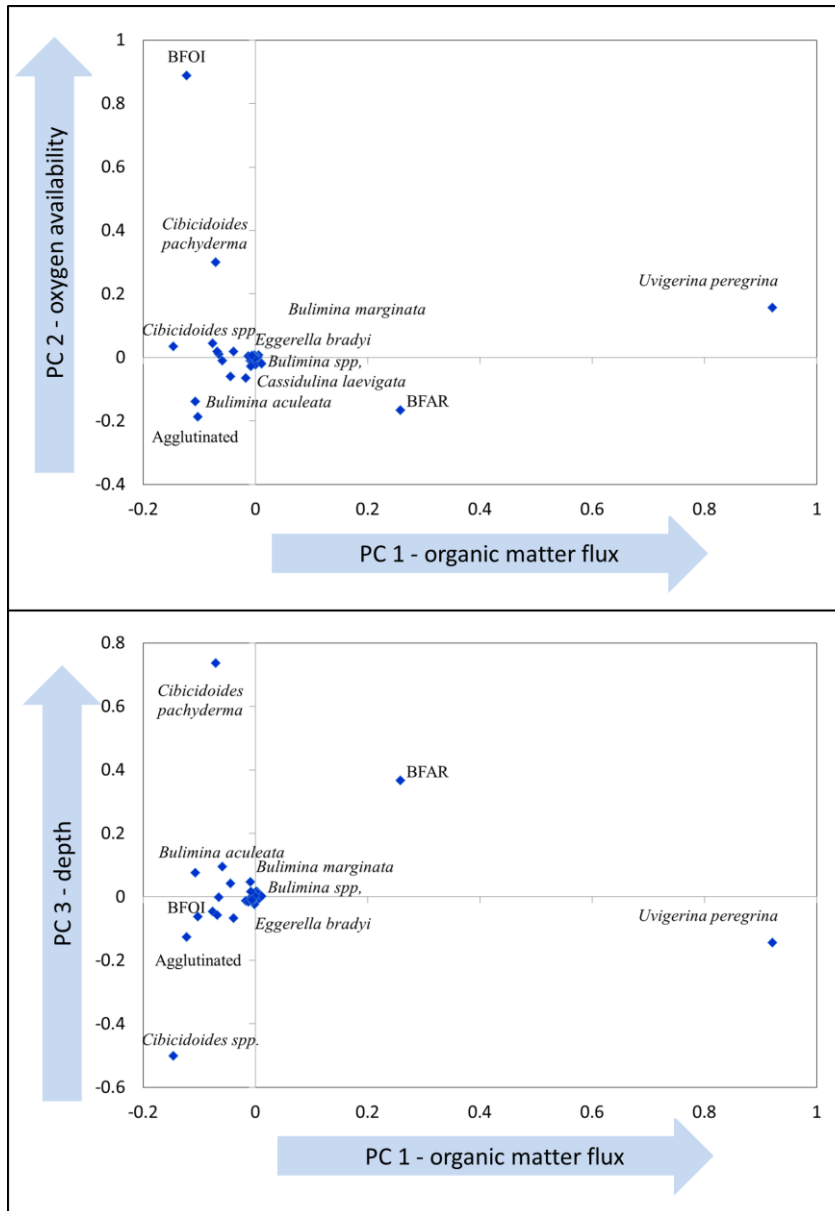 PC 2 - oxygen availability
1
0.8
0.6
0.4
0.2
0
-0.2
-0.4
BFOI
Cibicidoides
pachyderma
Uvigerina peregrina
Bulimina marginata
Cibicidoides spp.
Eggerella bradyi
Bulimina spp,
Cassidulina laevigata
Bulimina aculeata
BFAR
Agglutinated
-0.2 0 0.2 0.4 0.6 0.8 1
PC 1 - organic matter flux
PC 3 - depth
0.8
0.6
0.4
0.2
0
-0.2
-0.4
-0.6
Cibicidoides
pachyderma
BFAR
Bulimina aculeata
Bulimina marginata
Bulimina spp,
BFOI
Eggerella bradyi
Uvigerina peregrina
Agglutinated
Cibicidoides spp.
-0.2 0 0.2 0.4 0.6 0.8 1
PC 1 - organic matter flux